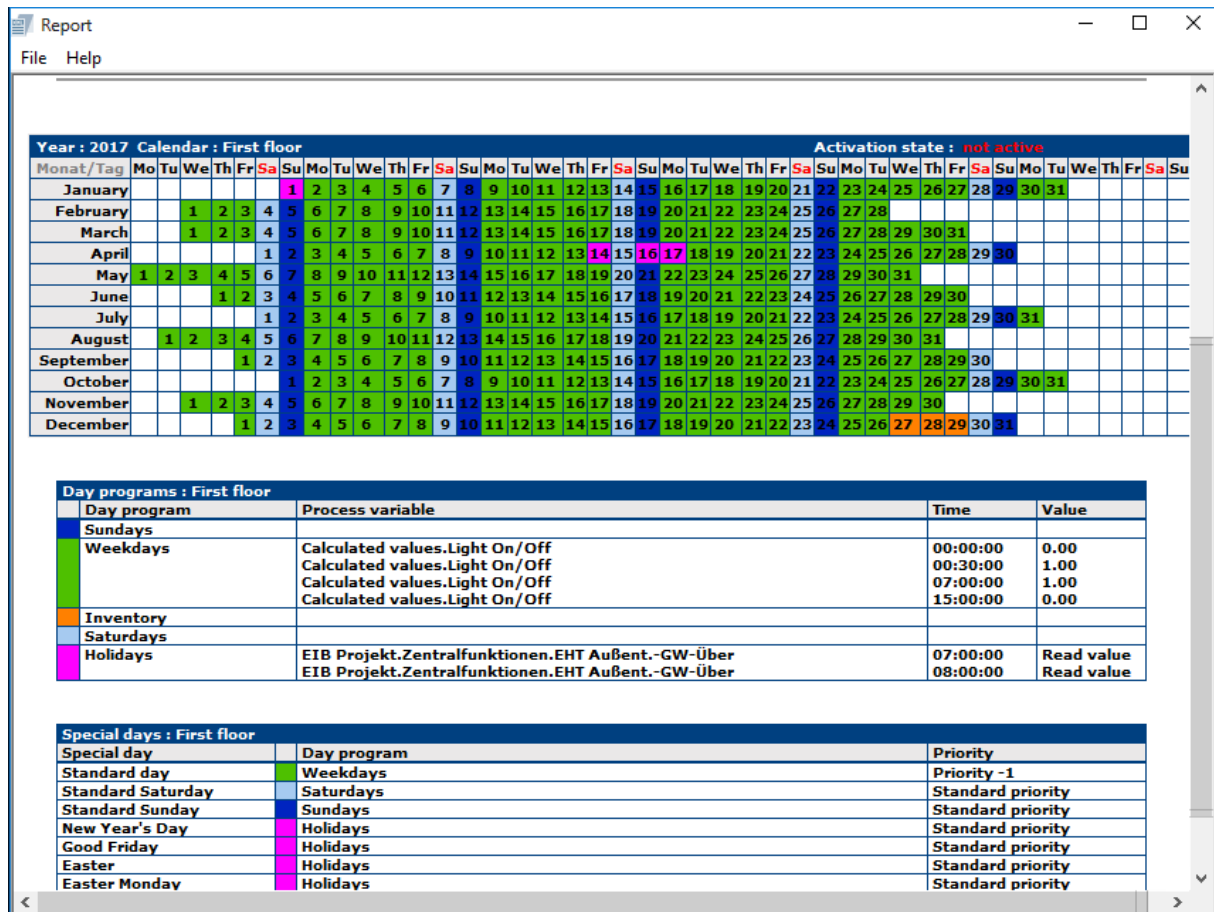 Report
File Help
Year : 2017 Calendar : First floor Activation state : not active
Monat/Tag Mo Tu We Th Fr Sa Su Mo Tu We Th Fr Sa Su Mo Tu We Th Fr Sa Su Mo Tu We Th Fr Sa Su Mo Tu We Th Fr Sa Su Mo Tu We Th Fr Sa Su
January 1 2 3 4 5 6 7 8 9 10 11 12 13 14 15 16 17 18 19 20 21 22 23 24 25 26 27 28 29 30 31
February 1 2 3 4 5 6 7 8 9 10 11 12 13 14 15 16 17 18 19 20 21 22 23 24 25 26 27 28
March 1 2 3 4 5 6 7 8 9 10 11 12 13 14 15 16 17 18 19 20 21 22 23 24 25 26 27 28 29 30 31
April 1 2 3 4 5 6 7 8 9 10 11 12 13 14 15 16 17 18 19 20 21 22 23 24 25 26 27 28 29 30
May 1 2 3 4 5 6 7 8 9 10 11 12 13 14 15 16 17 18 19 20 21 22 23 24 25 26 27 28 29 30 31
June 1 2 3 4 5 6 7 8 9 10 11 12 13 14 15 16 17 18 19 20 21 22 23 24 25 26 27 28 29 30
July 1 2 3 4 5 6 7 8 9 10 11 12 13 14 15 16 17 18 19 20 21 22 23 24 25 26 27 28 29 30 31
August 1 2 3 4 5 6 7 8 9 10 11 12 13 14 15 16 17 18 19 20 21 22 23 24 25 26 27 28 29 30 31
September 1 2 3 4 5 6 7 8 9 10 11 12 13 14 15 16 17 18 19 20 21 22 23 24 25 26 27 28 29 30
October 1 2 3 4 5 6 7 8 9 10 11 12 13 14 15 16 17 18 19 20 21 22 23 24 25 26 27 28 29 30 31
November 1 2 3 4 5 6 7 8 9 10 11 12 13 14 15 16 17 18 19 20 21 22 23 24 25 26 27 28 29 30
December 1 2 3 4 5 6 7 8 9 10 11 12 13 14 15 16 17 18 19 20 21 22 23 24 25 26 27 28 29 30 31
Day programs : First floor
Day program Process variable Time Value
Sundays
Weekdays Calculated values.Light On/Off 00:00:00 0.00
Calculated values.Light On/Off 00:30:00 1.00
Calculated values.Light On/Off 07:00:00 1.00
Calculated values.Light On/Off 15:00:00 0.00
Inventory
Saturdays
Holidays EIB Projekt.Zentralfunktionen.EHT Außent.-GW-Über 07:00:00 Read value
EIB Projekt.Zentralfunktionen.EHT Außent.-GW-Über 08:00:00 Read value
Special days : First floor
Special day Day program Priority
Standard day Weekdays Priority -1
Standard Saturday Saturdays Standard priority
Standard Sunday Sundays Standard priority
New Year's Day Holidays Standard priority
Good Friday Holidays Standard priority
Easter Holidays Standard priority
Easter Monday Holidays Standard priority